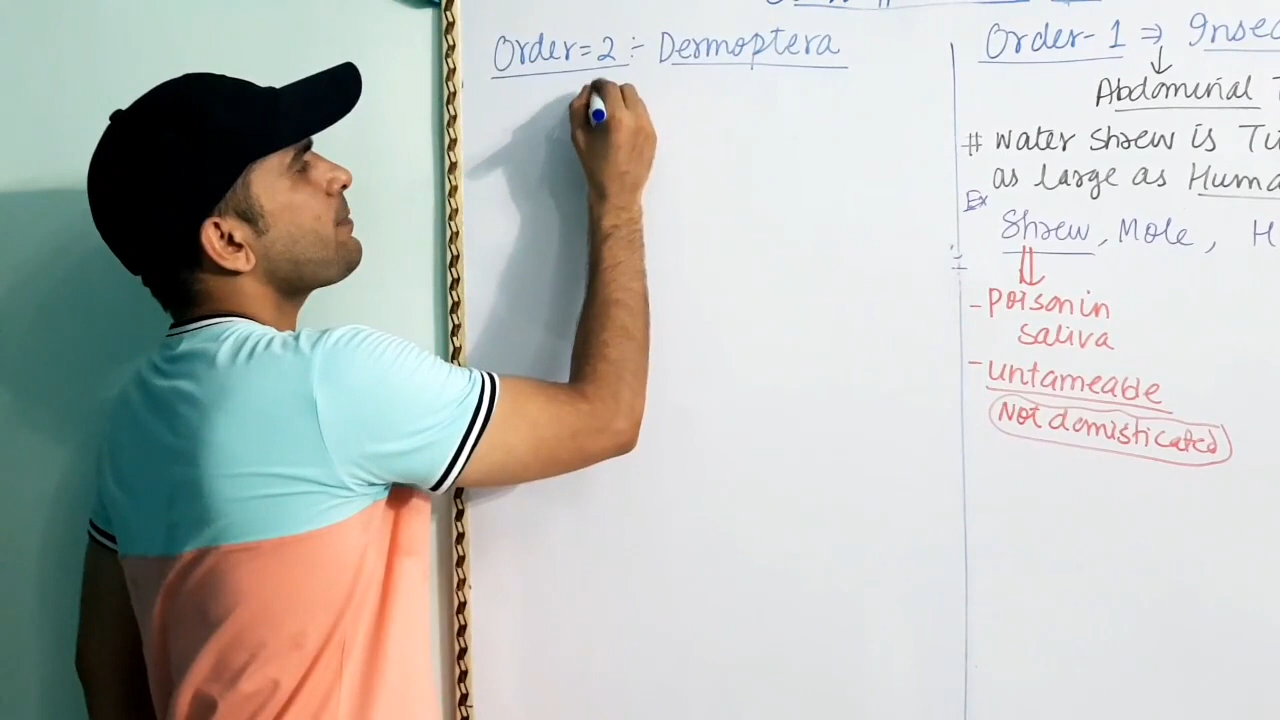 Order=2 :- Dermoptera
Order-1 ⇒ Insec
↓
Abdominal T
# water shrew is Tu
as large as Huma
Ex
Shrew, Mole, H
- Poison in
saliva
- untameable
Not domisticated